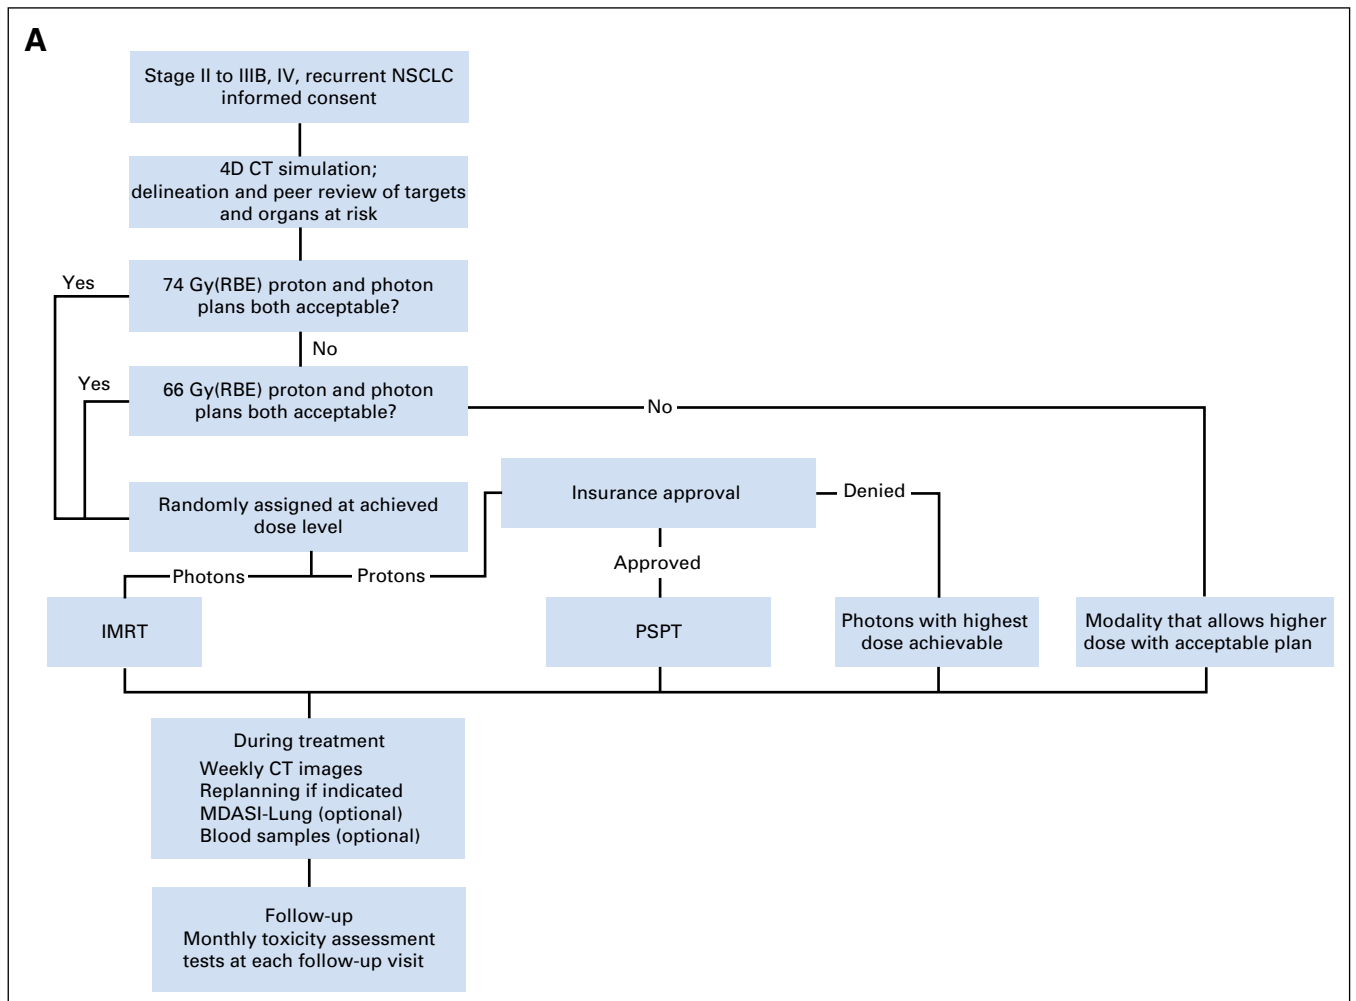 A
Stage II to IIIB, IV, recurrent NSCLC
informed consent
4D CT simulation;
delineation and peer review of targets
and organs at risk
Yes
74 Gy(RBE) proton and photon
plans both acceptable?
No
Yes
66 Gy(RBE) proton and photon
plans both acceptable?
No
Randomly assigned at achieved
dose level
Insurance approval
Denied
Photons
Protons
Approved
IMRT
PSPT
Photons with highest
dose achievable
Modality that allows higher
dose with acceptable plan
During treatment
Weekly CT images
Replanning if indicated
MDASI-Lung (optional)
Blood samples (optional)
Follow-up
Monthly toxicity assessment
tests at each follow-up visit